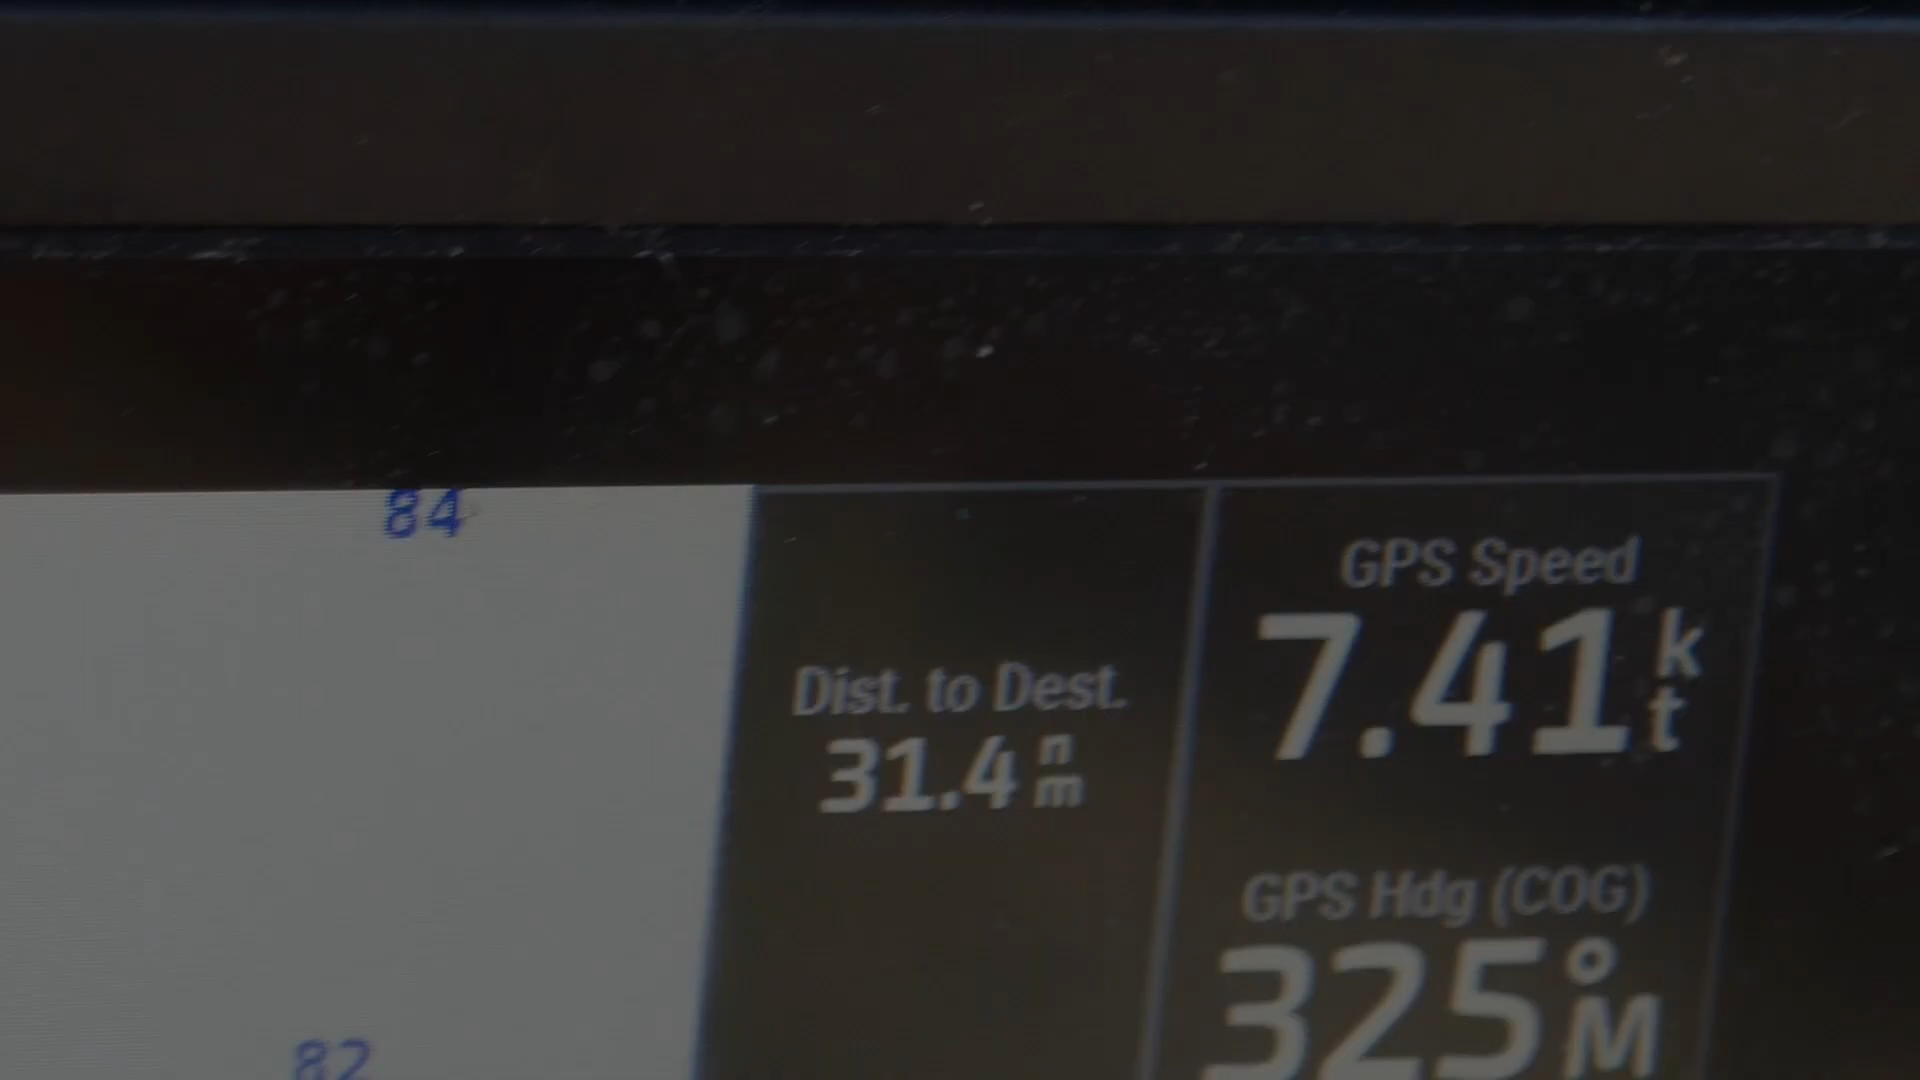 84
82
Dist. to Dest.
31.4 nm
GPS Speed
7.41 kt
GPS Hdg (COG)
325°M